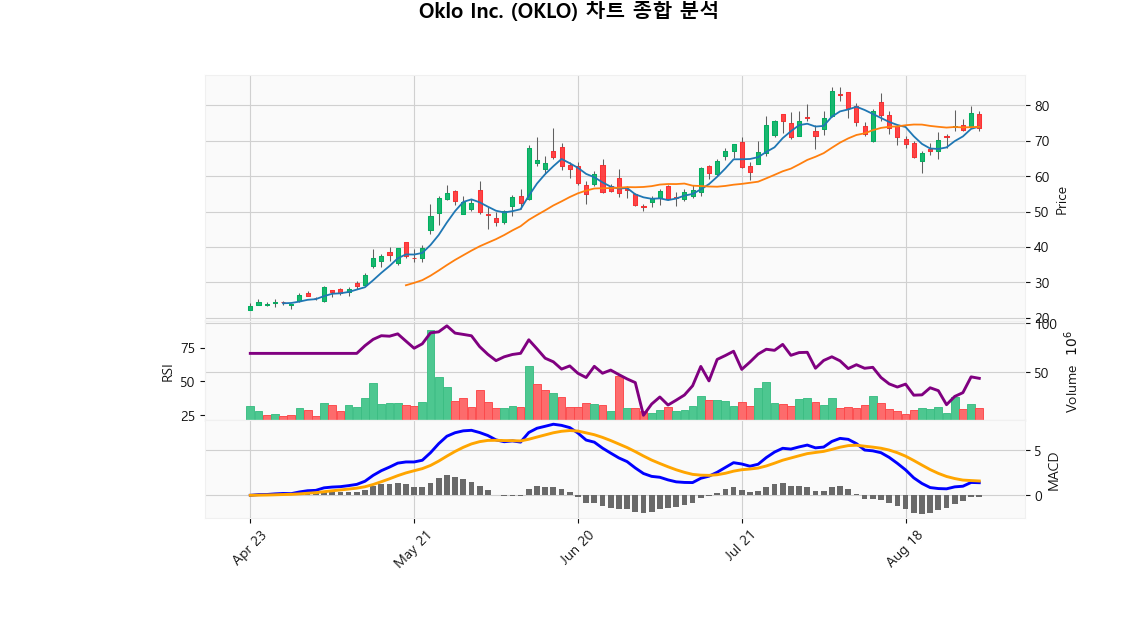 Oklo Inc. (OKLO) 차트 종합 분석
80
70
60
50
40
30
20
Price
100
50
Volume 10⁶
75
50
25
RSI
5
0
MACD
Apr 23
May 21
Jun 20
Jul 21
Aug 18